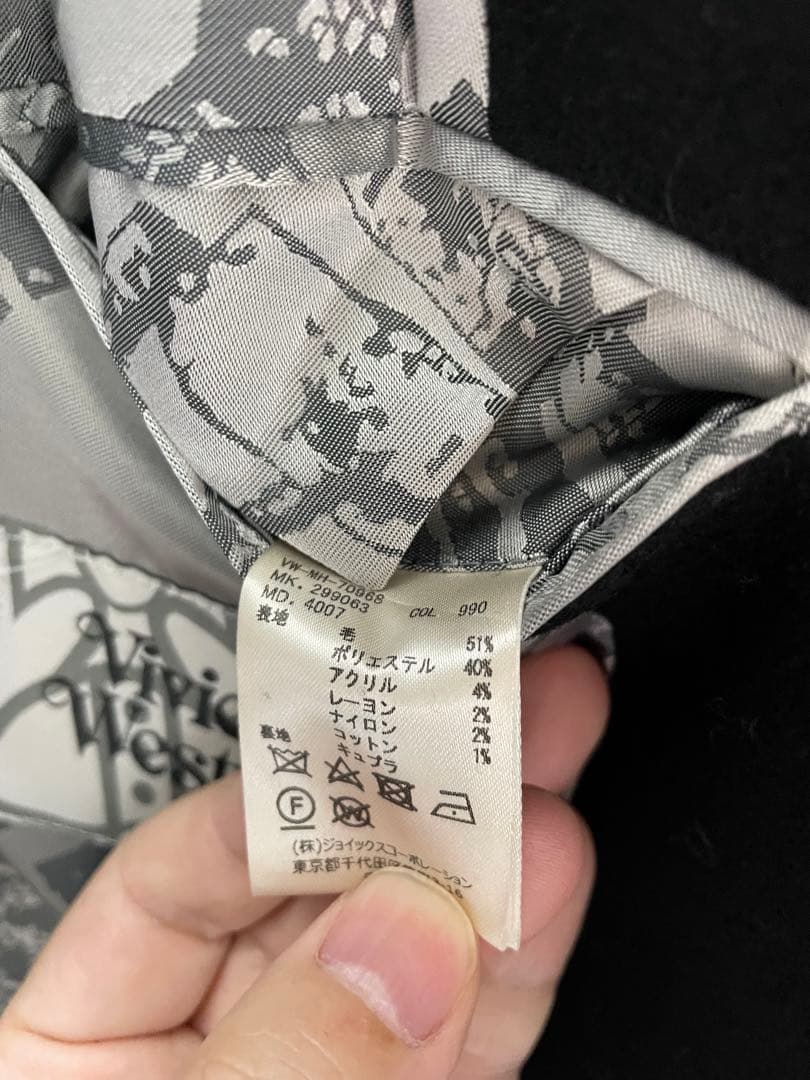 VW-MH-70968
MK. 299063
MD. 4007 COL 990
表地
毛 51%
ポリエステル 40%
アクリル 4%
レーヨン 2%
ナイロン 2%
コットン 1%
裏地 キュプラ
F W
(株)ジョイックスコーポレーション
東京都千代田区
Vivie
West